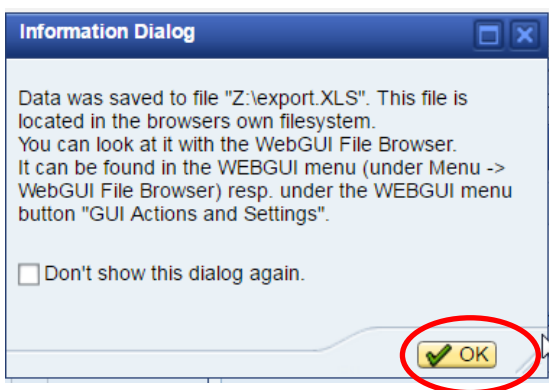 Information Dialog
Data was saved to file "Z:\export.XLS". This file is
located in the browsers own filesystem.
You can look at it with the WebGUI File Browser.
It can be found in the WEBGUI menu (under Menu ->
WebGUI File Browser) resp. under the WEBGUI menu
button "GUI Actions and Settings".
Don't show this dialog again.
OK